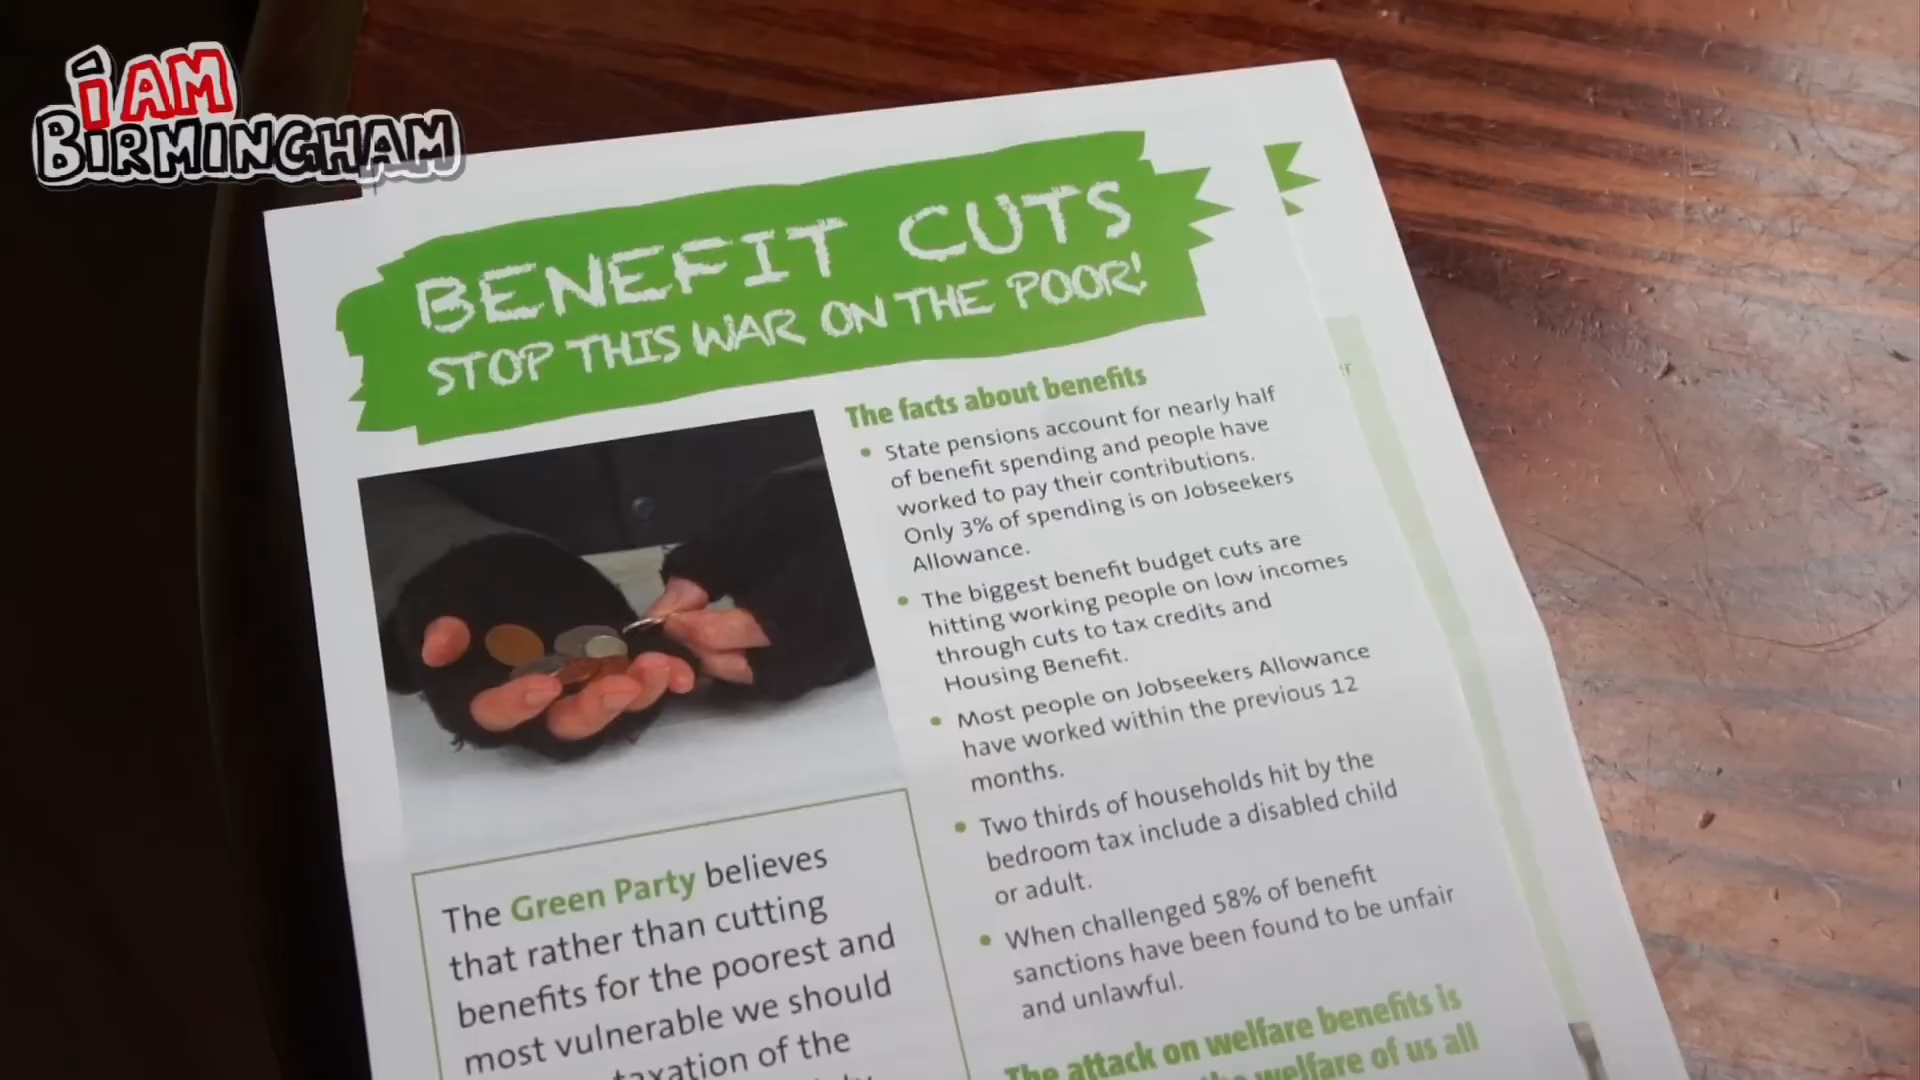 i AM
BIRMINGHAM
BENEFIT CUTS
STOP THIS WAR ON THE POOR!
The facts about benefits
• State pensions account for nearly half
of benefit spending and people have
worked to pay their contributions.
Only 3% of spending is on Jobseekers
Allowance.
• The biggest benefit budget cuts are
hitting working people on low incomes
through cuts to tax credits and
Housing Benefit.
• Most people on Jobseekers Allowance
have worked within the previous 12
months.
• Two thirds of households hit by the
bedroom tax include a disabled child
or adult.
• When challenged 58% of benefit
sanctions have been found to be unfair
and unlawful.
The attack on welfare benefits is
welfare of us all
The Green Party believes
that rather than cutting
benefits for the poorest and
most vulnerable we should
taxation of the